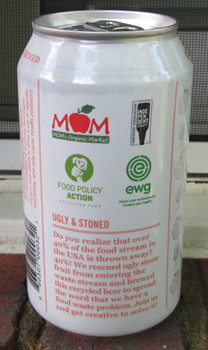 MOM
MOM's Organic Market
FOOD POLICY
ACTION
EDUCATION FUND
ewg
UGLY & STONED
Do you realize that over
40% of the food stream in
the USA is thrown away?
40%! We rescued ugly stone
fruit from entering the
waste stream and brewed
this recycled beer to spread
the word that we have a
food waste problem. Join us
and get creative to solve it!